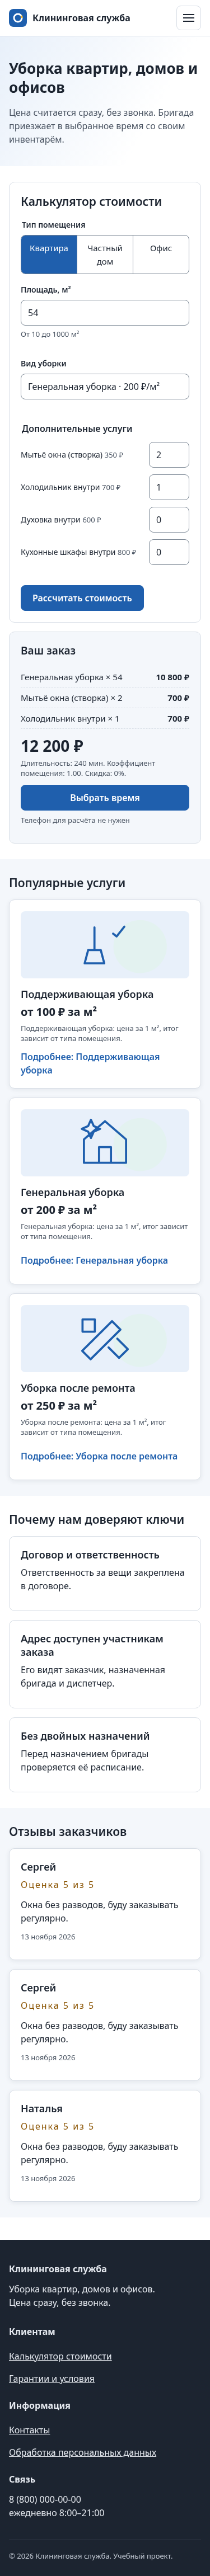 Клининговая служба
Уборка квартир, домов и
офисов
Цена считается сразу, без звонка. Бригада
приезжает в выбранное время со своим
инвентарём.
Калькулятор стоимости
Тип помещения
Квартира
Частный
дом
Офис
Площадь, м²
54
От 10 до 1000 м²
Вид уборки
Генеральная уборка · 200 ₽/м²
Дополнительные услуги
Мытьё окна (створка) 350 ₽
2
Холодильник внутри 700 ₽
1
Духовка внутри 600 ₽
0
Кухонные шкафы внутри 800 ₽
0
Рассчитать стоимость
Ваш заказ
Генеральная уборка × 54 10 800 ₽
Мытьё окна (створка) × 2 700 ₽
Холодильник внутри × 1 700 ₽
12 200 ₽
Длительность: 240 мин. Коэффициент
помещения: 1.00. Скидка: 0%.
Выбрать время
Телефон для расчёта не нужен
Популярные услуги
Поддерживающая уборка
от 100 ₽ за м²
Поддерживающая уборка: цена за 1 м², итог
зависит от типа помещения.
Подробнее: Поддерживающая
уборка
Генеральная уборка
от 200 ₽ за м²
Генеральная уборка: цена за 1 м², итог зависит
от типа помещения.
Подробнее: Генеральная уборка
Уборка после ремонта
от 250 ₽ за м²
Уборка после ремонта: цена за 1 м², итог
зависит от типа помещения.
Подробнее: Уборка после ремонта
Почему нам доверяют ключи
Договор и ответственность
Ответственность за вещи закреплена
в договоре.
Адрес доступен участникам
заказа
Его видят заказчик, назначенная
бригада и диспетчер.
Без двойных назначений
Перед назначением бригады
проверяется её расписание.
Отзывы заказчиков
Сергей
Оценка 5 из 5
Окна без разводов, буду заказывать
регулярно.
13 ноября 2026
Сергей
Оценка 5 из 5
Окна без разводов, буду заказывать
регулярно.
13 ноября 2026
Наталья
Оценка 5 из 5
Окна без разводов, буду заказывать
регулярно.
13 ноября 2026
Клининговая служба
Уборка квартир, домов и офисов.
Цена сразу, без звонка.
Клиентам
Калькулятор стоимости
Гарантии и условия
Информация
Контакты
Обработка персональных данных
Связь
8 (800) 000-00-00
ежедневно 8:00–21:00
© 2026 Клининговая служба. Учебный проект.